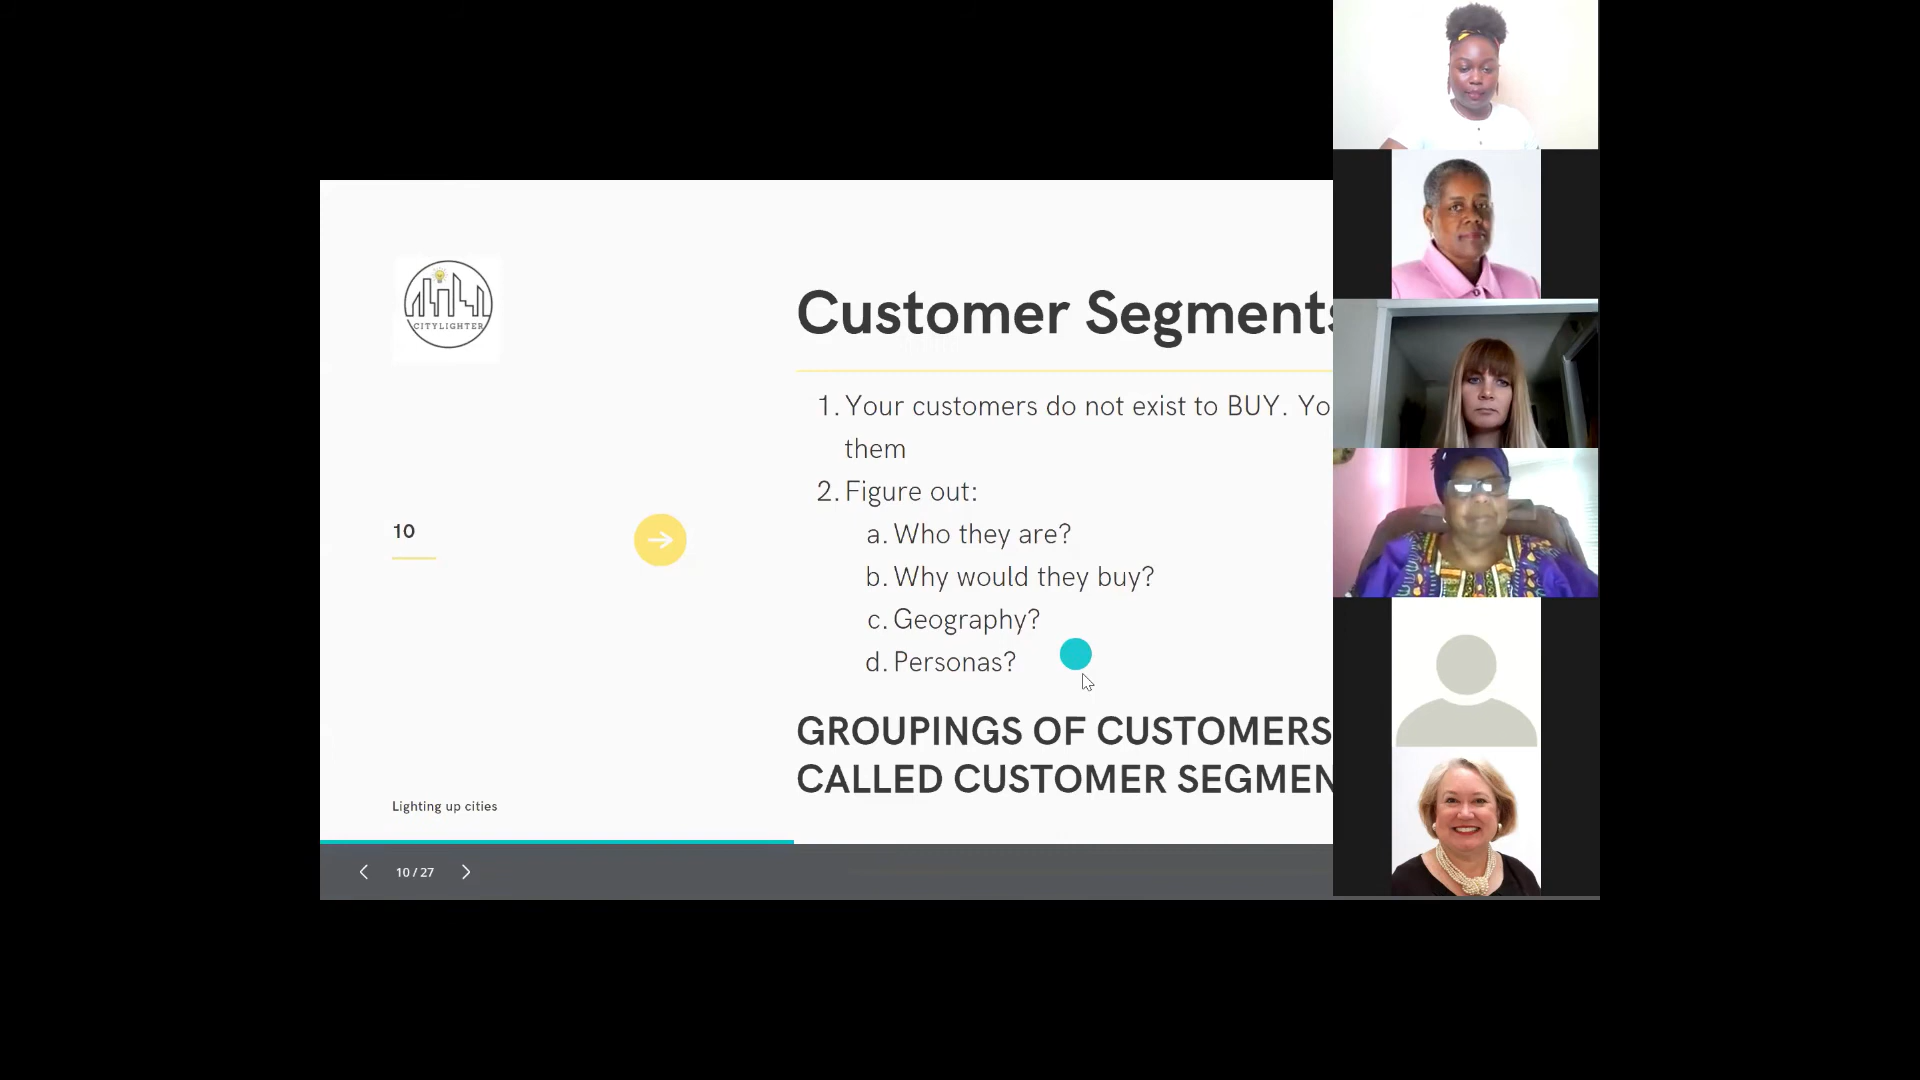 CITYLIGHTER
Customer Segments
1. Your customers do not exist to BUY. Yo
them
2. Figure out:
a. Who they are?
b. Why would they buy?
c. Geography?
d. Personas?
10
GROUPINGS OF CUSTOMERS
CALLED CUSTOMER SEGMEN
Lighting up cities
10 / 27